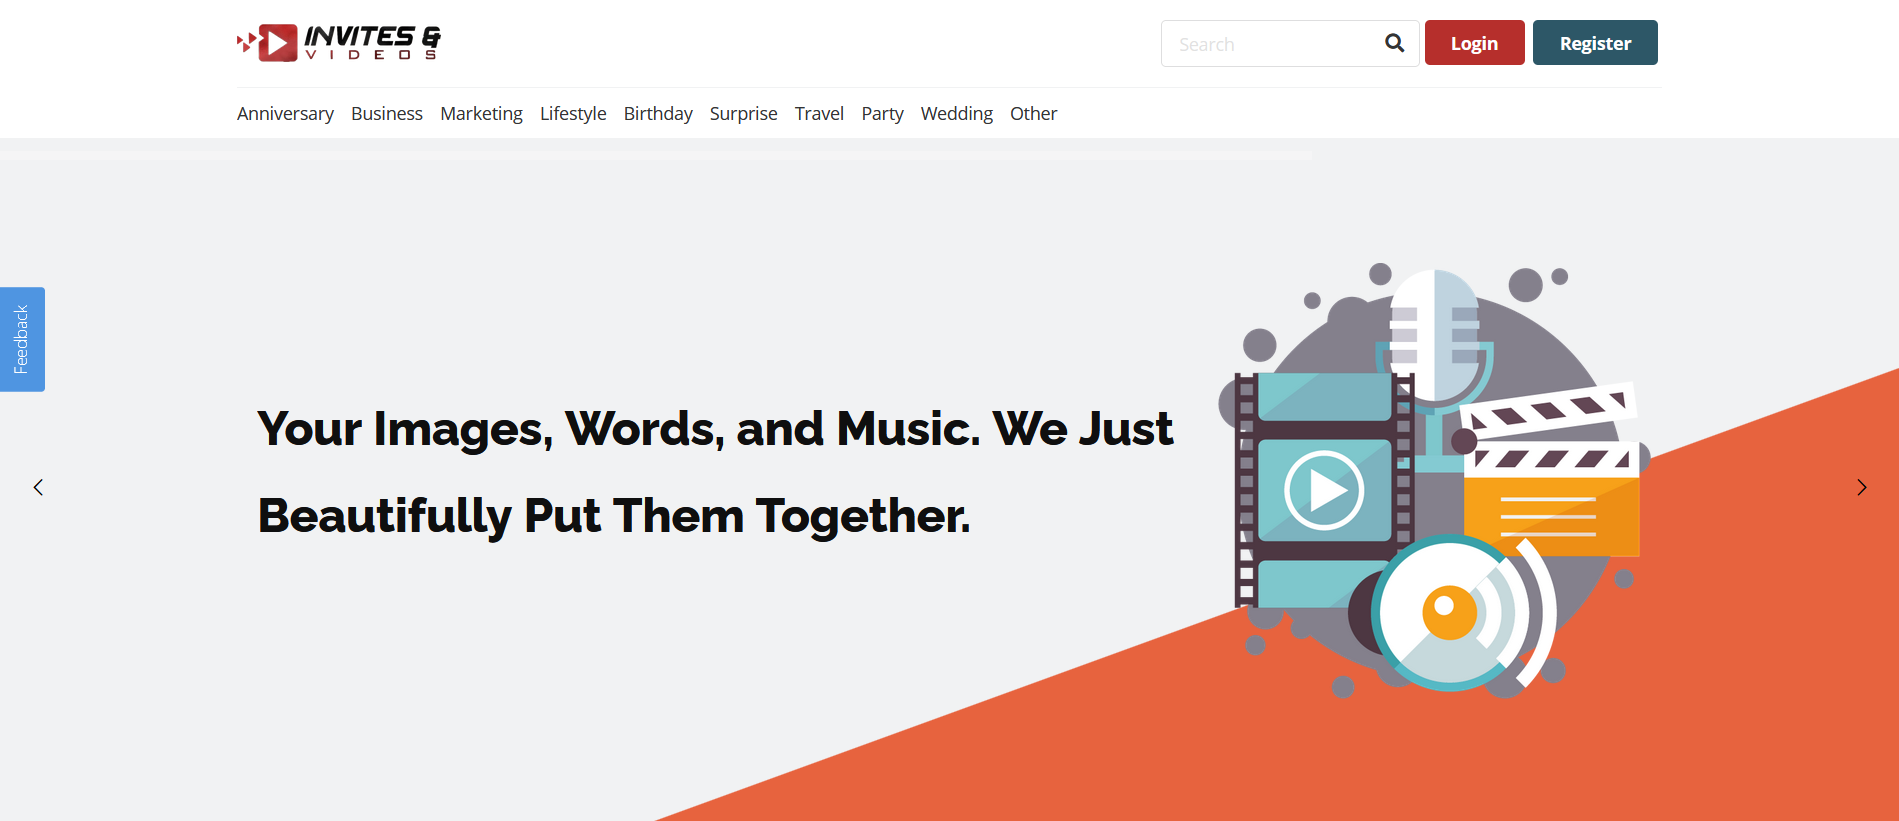 INVITES &
VIDEOS
Search
Login
Register
Anniversary Business Marketing Lifestyle Birthday Surprise Travel Party Wedding Other
Feedback
Your Images, Words, and Music. We Just
Beautifully Put Them Together.